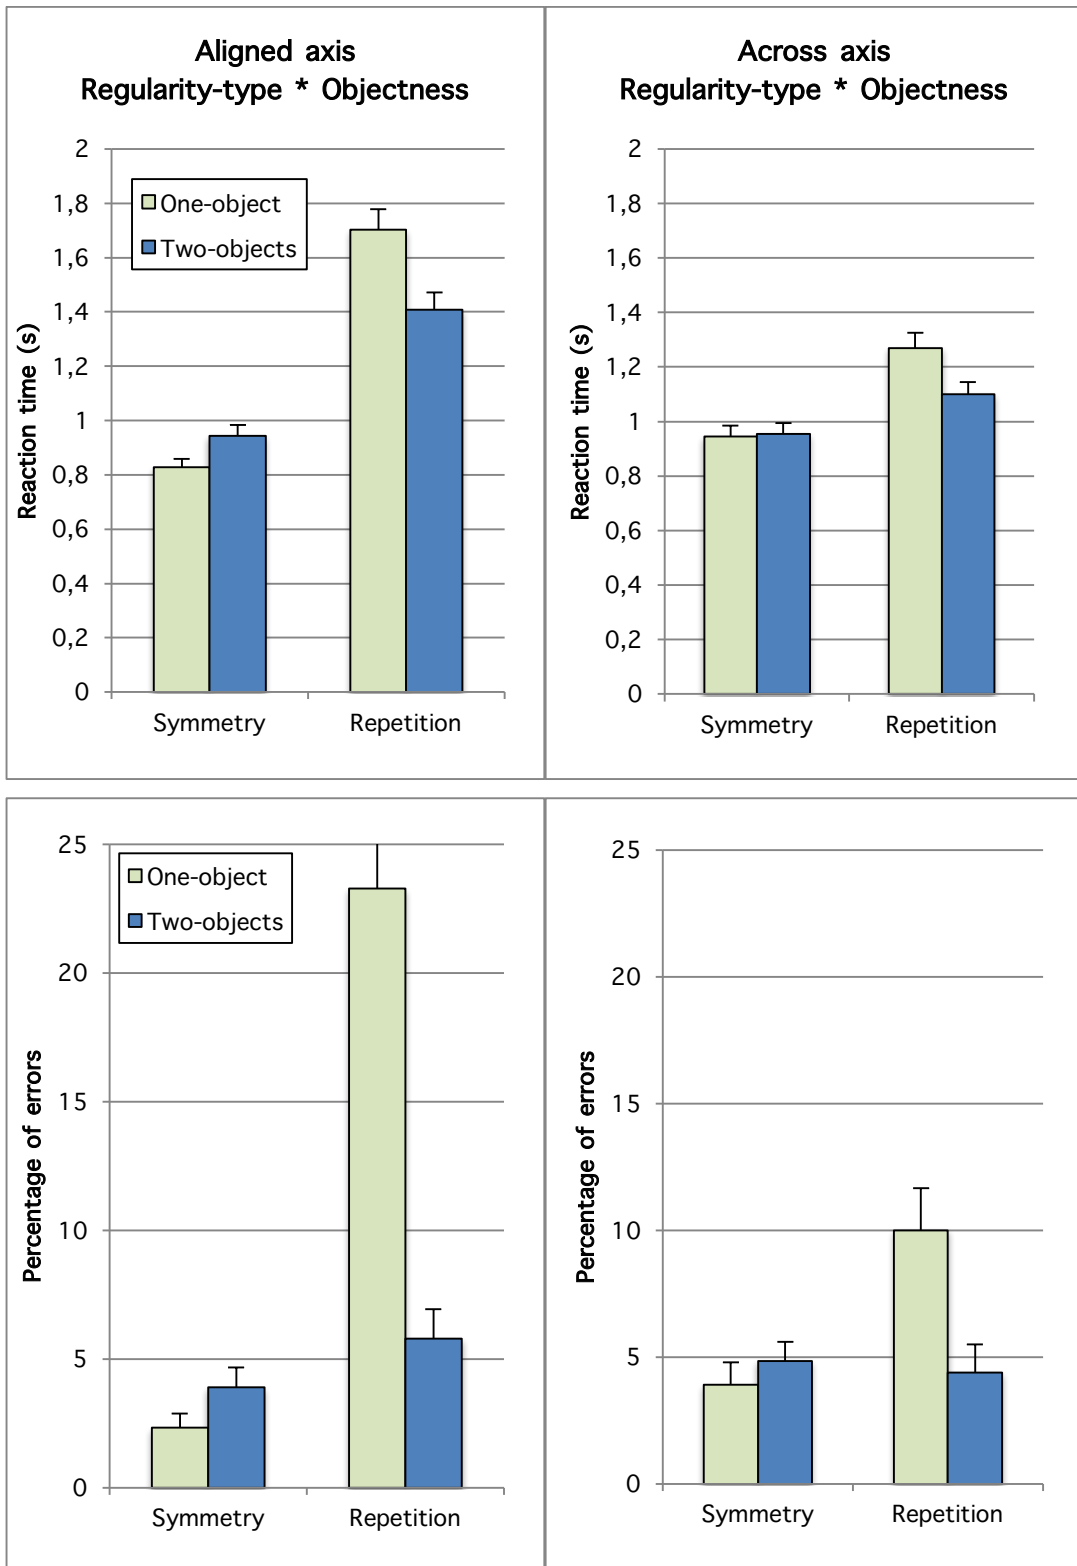 Aligned axis
Regularity-type * Objectness
Reaction time (s)
2
1,8
1,6
1,4
1,2
1
0,8
0,6
0,4
0,2
0
One-object
Two-objects
Symmetry
Repetition
Across axis
Regularity-type * Objectness
Reaction time (s)
2
1,8
1,6
1,4
1,2
1
0,8
0,6
0,4
0,2
0
Symmetry
Repetition
Percentage of errors
25
20
15
10
5
0
One-object
Two-objects
Symmetry
Repetition
Percentage of errors
25
20
15
10
5
0
Symmetry
Repetition